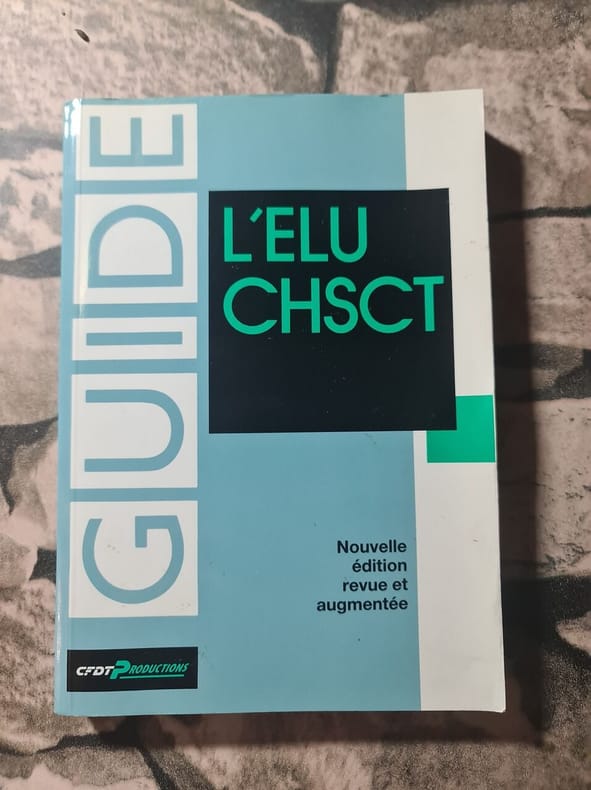 GUIDE
L'ELU
CHSCT
Nouvelle
édition
revue et
augmentée
CFDT PRODUCTIONS